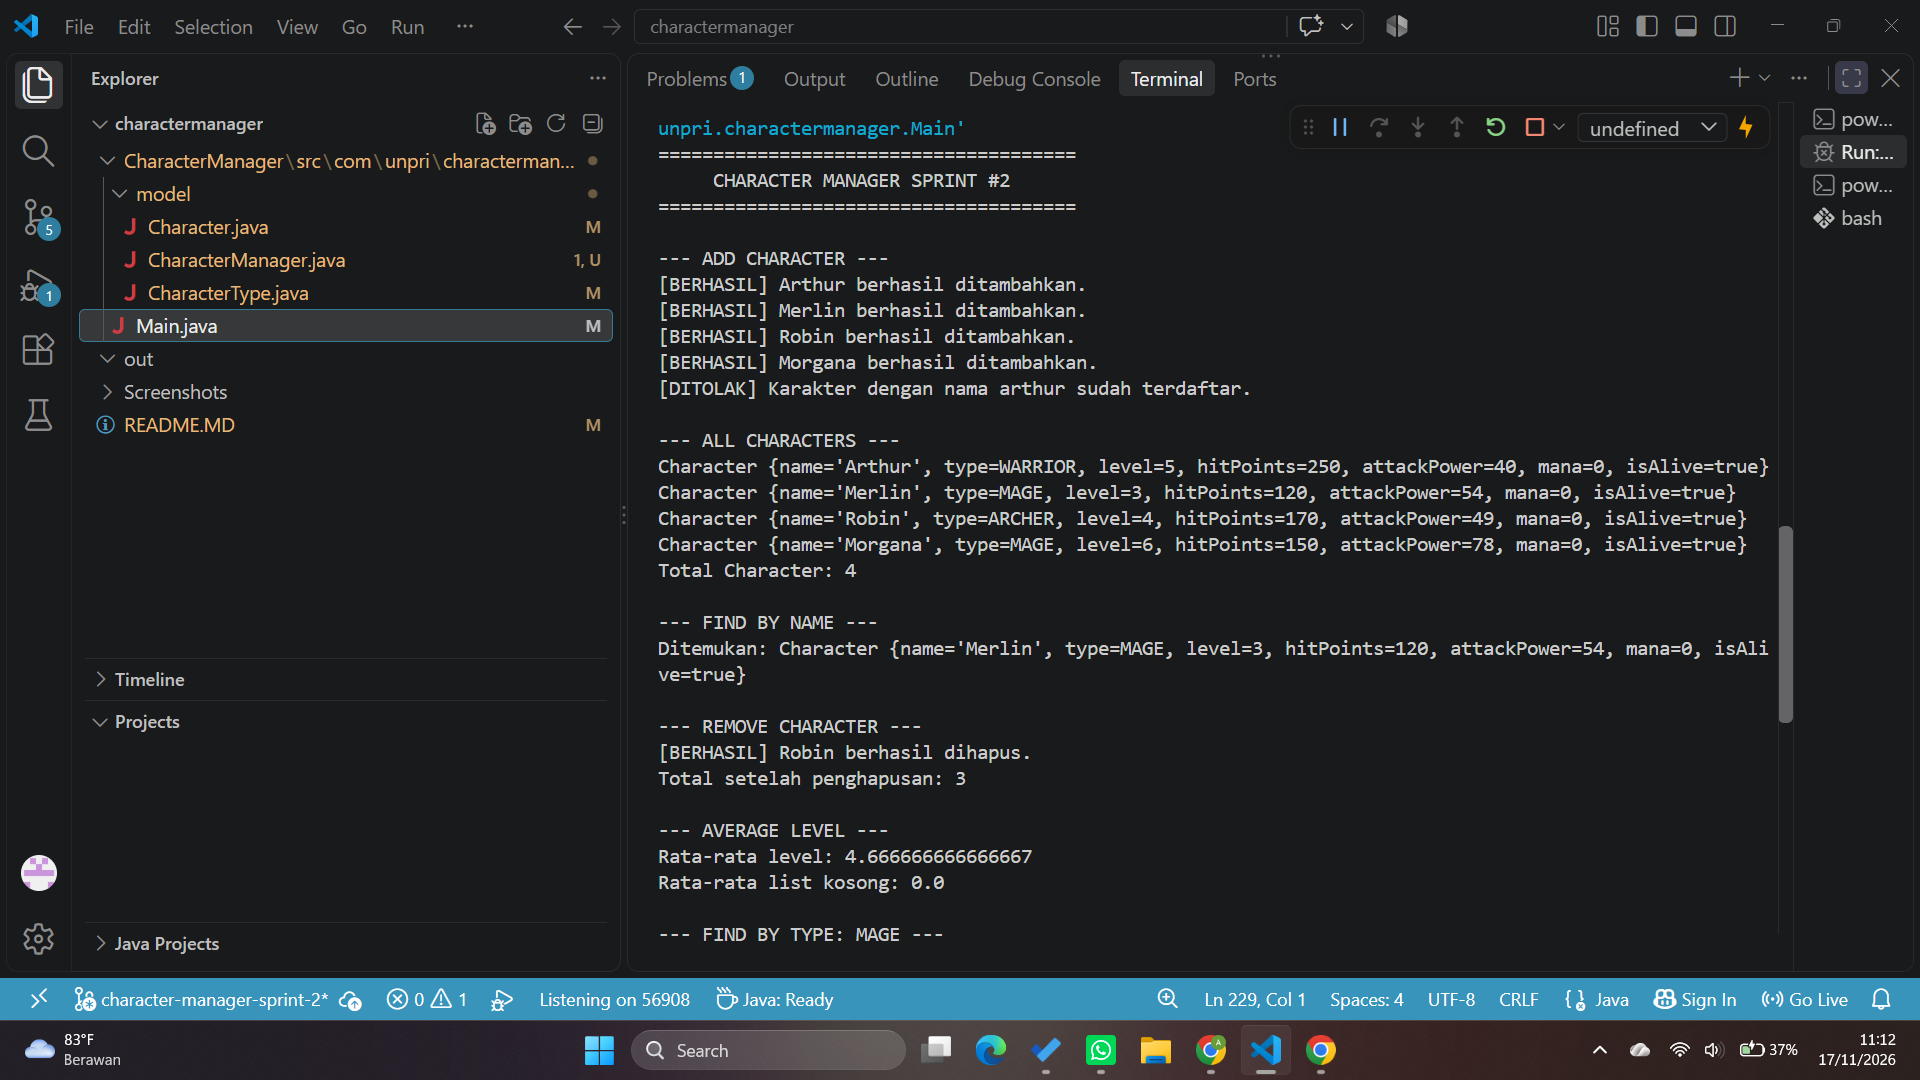 File Edit Selection View Go Run ···
charactermanager
Explorer
charactermanager
CharacterManager\src\com\unpri\characterman...
model
Character.java M
CharacterManager.java 1, U
CharacterType.java M
Main.java M
out
Screenshots
README.MD M
Timeline
Projects
Java Projects
5
1
Problems 1 Output Outline Debug Console Terminal Ports
undefined
pow...
Run:...
pow...
bash
unpri.charactermanager.Main'
======================================
CHARACTER MANAGER SPRINT #2
======================================
--- ADD CHARACTER ---
[BERHASIL] Arthur berhasil ditambahkan.
[BERHASIL] Merlin berhasil ditambahkan.
[BERHASIL] Robin berhasil ditambahkan.
[BERHASIL] Morgana berhasil ditambahkan.
[DITOLAK] Karakter dengan nama arthur sudah terdaftar.
--- ALL CHARACTERS ---
Character {name='Arthur', type=WARRIOR, level=5, hitPoints=250, attackPower=40, mana=0, isAlive=true}
Character {name='Merlin', type=MAGE, level=3, hitPoints=120, attackPower=54, mana=0, isAlive=true}
Character {name='Robin', type=ARCHER, level=4, hitPoints=170, attackPower=49, mana=0, isAlive=true}
Character {name='Morgana', type=MAGE, level=6, hitPoints=150, attackPower=78, mana=0, isAlive=true}
Total Character: 4
--- FIND BY NAME ---
Ditemukan: Character {name='Merlin', type=MAGE, level=3, hitPoints=120, attackPower=54, mana=0, isAli
ve=true}
--- REMOVE CHARACTER ---
[BERHASIL] Robin berhasil dihapus.
Total setelah penghapusan: 3
--- AVERAGE LEVEL ---
Rata-rata level: 4.666666666666667
Rata-rata list kosong: 0.0
--- FIND BY TYPE: MAGE ---
character-manager-sprint-2* 0 1 Listening on 56908 Java: Ready Ln 229, Col 1 Spaces: 4 UTF-8 CRLF Java Sign In Go Live
83°F
Berawan
Search
37%
11:12
17/11/2026